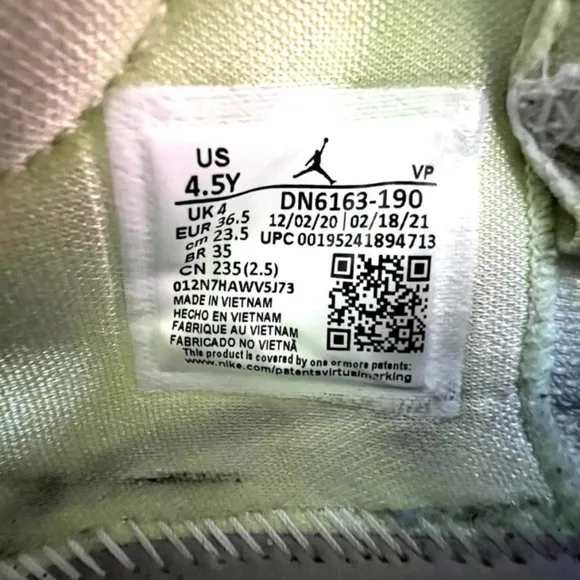 US
4.5Y
VP
UK 4
EUR 36.5
cm 23.5
BR 35
CN 235(2.5)
DN6163-190
12/02/20 | 02/18/21
UPC 00195241894713
012N7HAWV5J73
MADE IN VIETNAM
HECHO EN VIETNAM
FABRIQUE AU VIETNAM
FABRICADO NO VIETNÃ
This product is covered by one or more patents.
www.nike.com/patentsvirtualmarking